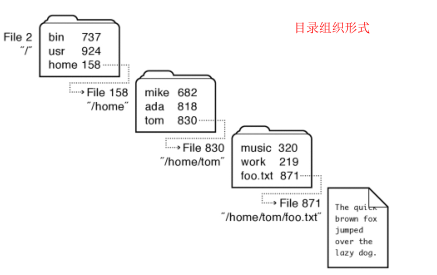 目录组织形式
File 2
"/"
bin 737
usr 924
home 158
File 158
"/home"
mike 682
ada 818
tom 830
File 830
"/home/tom"
music 320
work 219
foo.txt 871
File 871
"/home/tom/foo.txt"
The quick
brown fox
jumped
over the
lazy dog.